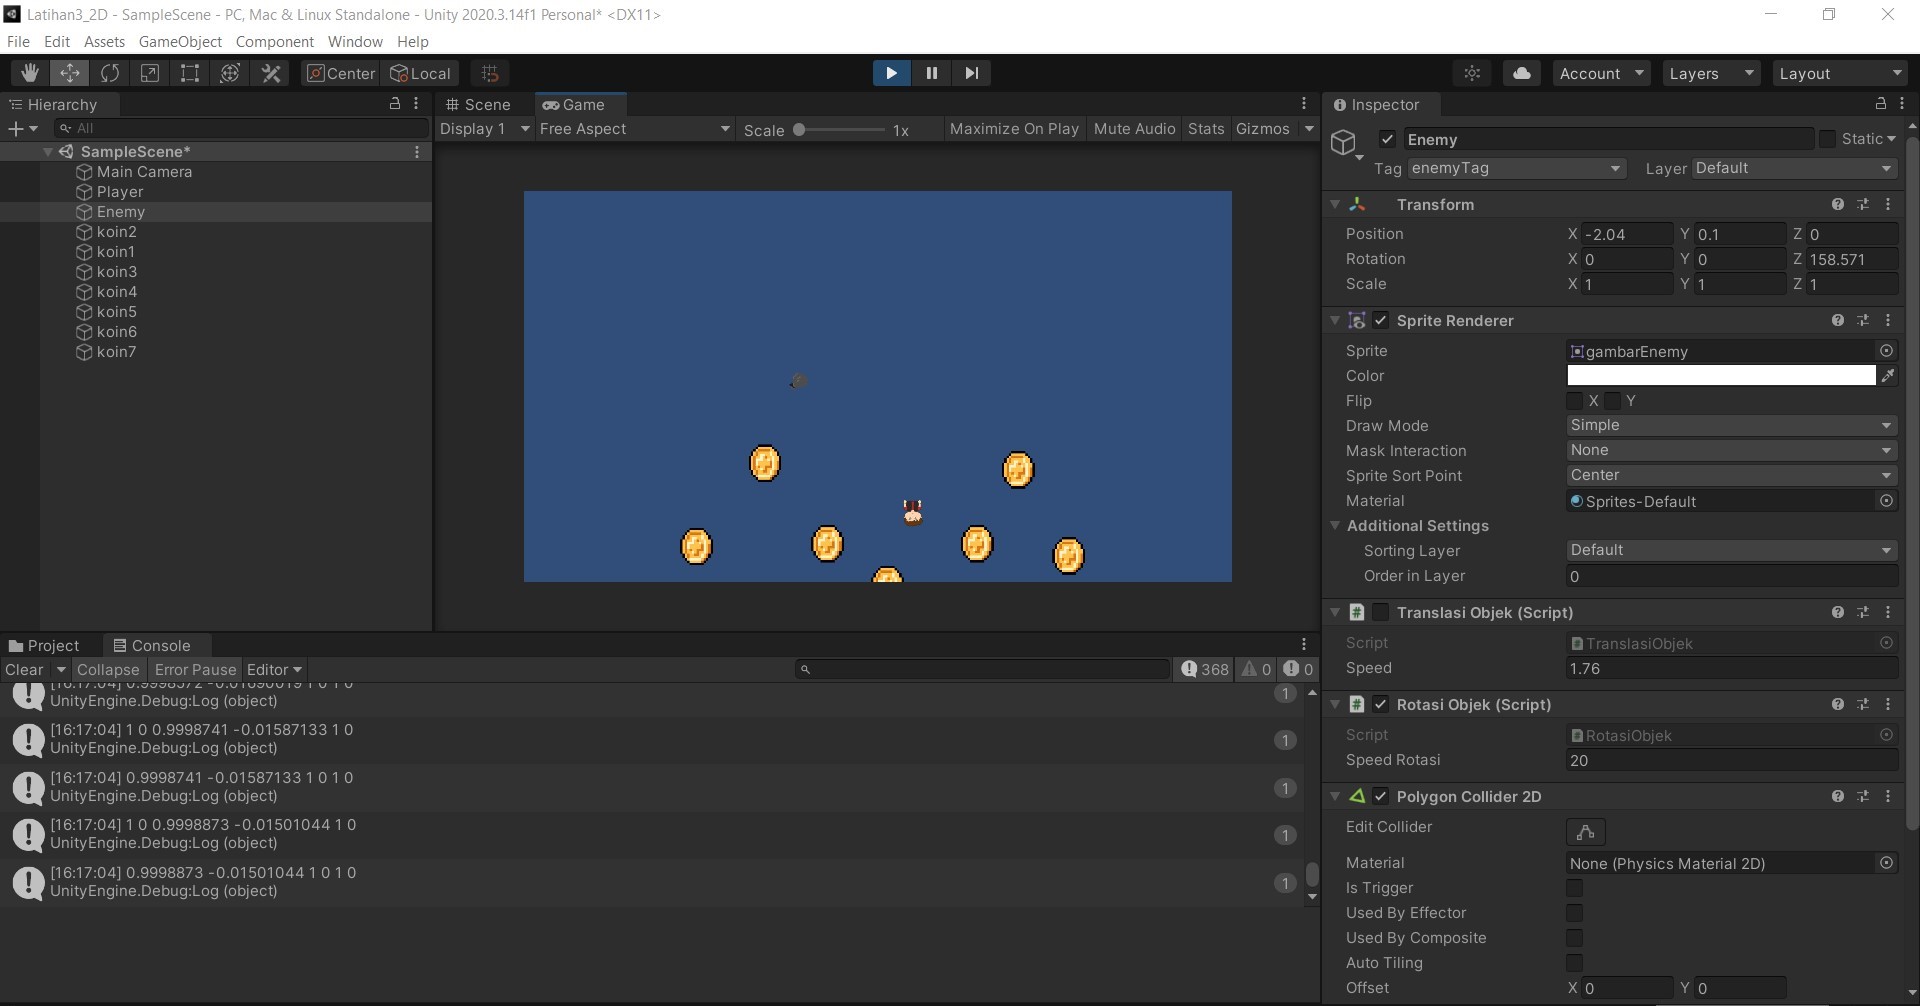 Latihan3_2D - SampleScene - PC, Mac & Linux Standalone - Unity 2020.3.14f1 Personal* <DX11>
File Edit Assets GameObject Component Window Help
Center Local Account Layers Layout
Hierarchy
All
SampleScene*
Main Camera
Player
Enemy
koin2
koin1
koin3
koin4
koin5
koin6
koin7
Scene Game
Display 1 Free Aspect Scale 1x Maximize On Play Mute Audio Stats Gizmos
Project Console
Clear Collapse Error Pause Editor 368 0 0
[16:17:04] 0.9998572 -0.01690019 1 0 1 0
UnityEngine.Debug:Log (object)
1
[16:17:04] 1 0 0.9998741 -0.01587133 1 0
UnityEngine.Debug:Log (object)
1
[16:17:04] 0.9998741 -0.01587133 1 0 1 0
UnityEngine.Debug:Log (object)
1
[16:17:04] 1 0 0.9998873 -0.01501044 1 0
UnityEngine.Debug:Log (object)
1
[16:17:04] 0.9998873 -0.01501044 1 0 1 0
UnityEngine.Debug:Log (object)
1
Inspector
Enemy Static
Tag enemyTag Layer Default
Transform
Position X -2.04 Y 0.1 Z 0
Rotation X 0 Y 0 Z 158.571
Scale X 1 Y 1 Z 1
Sprite Renderer
Sprite gambarEnemy
Color
Flip X Y
Draw Mode Simple
Mask Interaction None
Sprite Sort Point Center
Material Sprites-Default
Additional Settings
Sorting Layer Default
Order in Layer 0
Translasi Objek (Script)
Script TranslasiObjek
Speed 1.76
Rotasi Objek (Script)
Script RotasiObjek
Speed Rotasi 20
Polygon Collider 2D
Edit Collider
Material None (Physics Material 2D)
Is Trigger
Used By Effector
Used By Composite
Auto Tiling
Offset X 0 Y 0